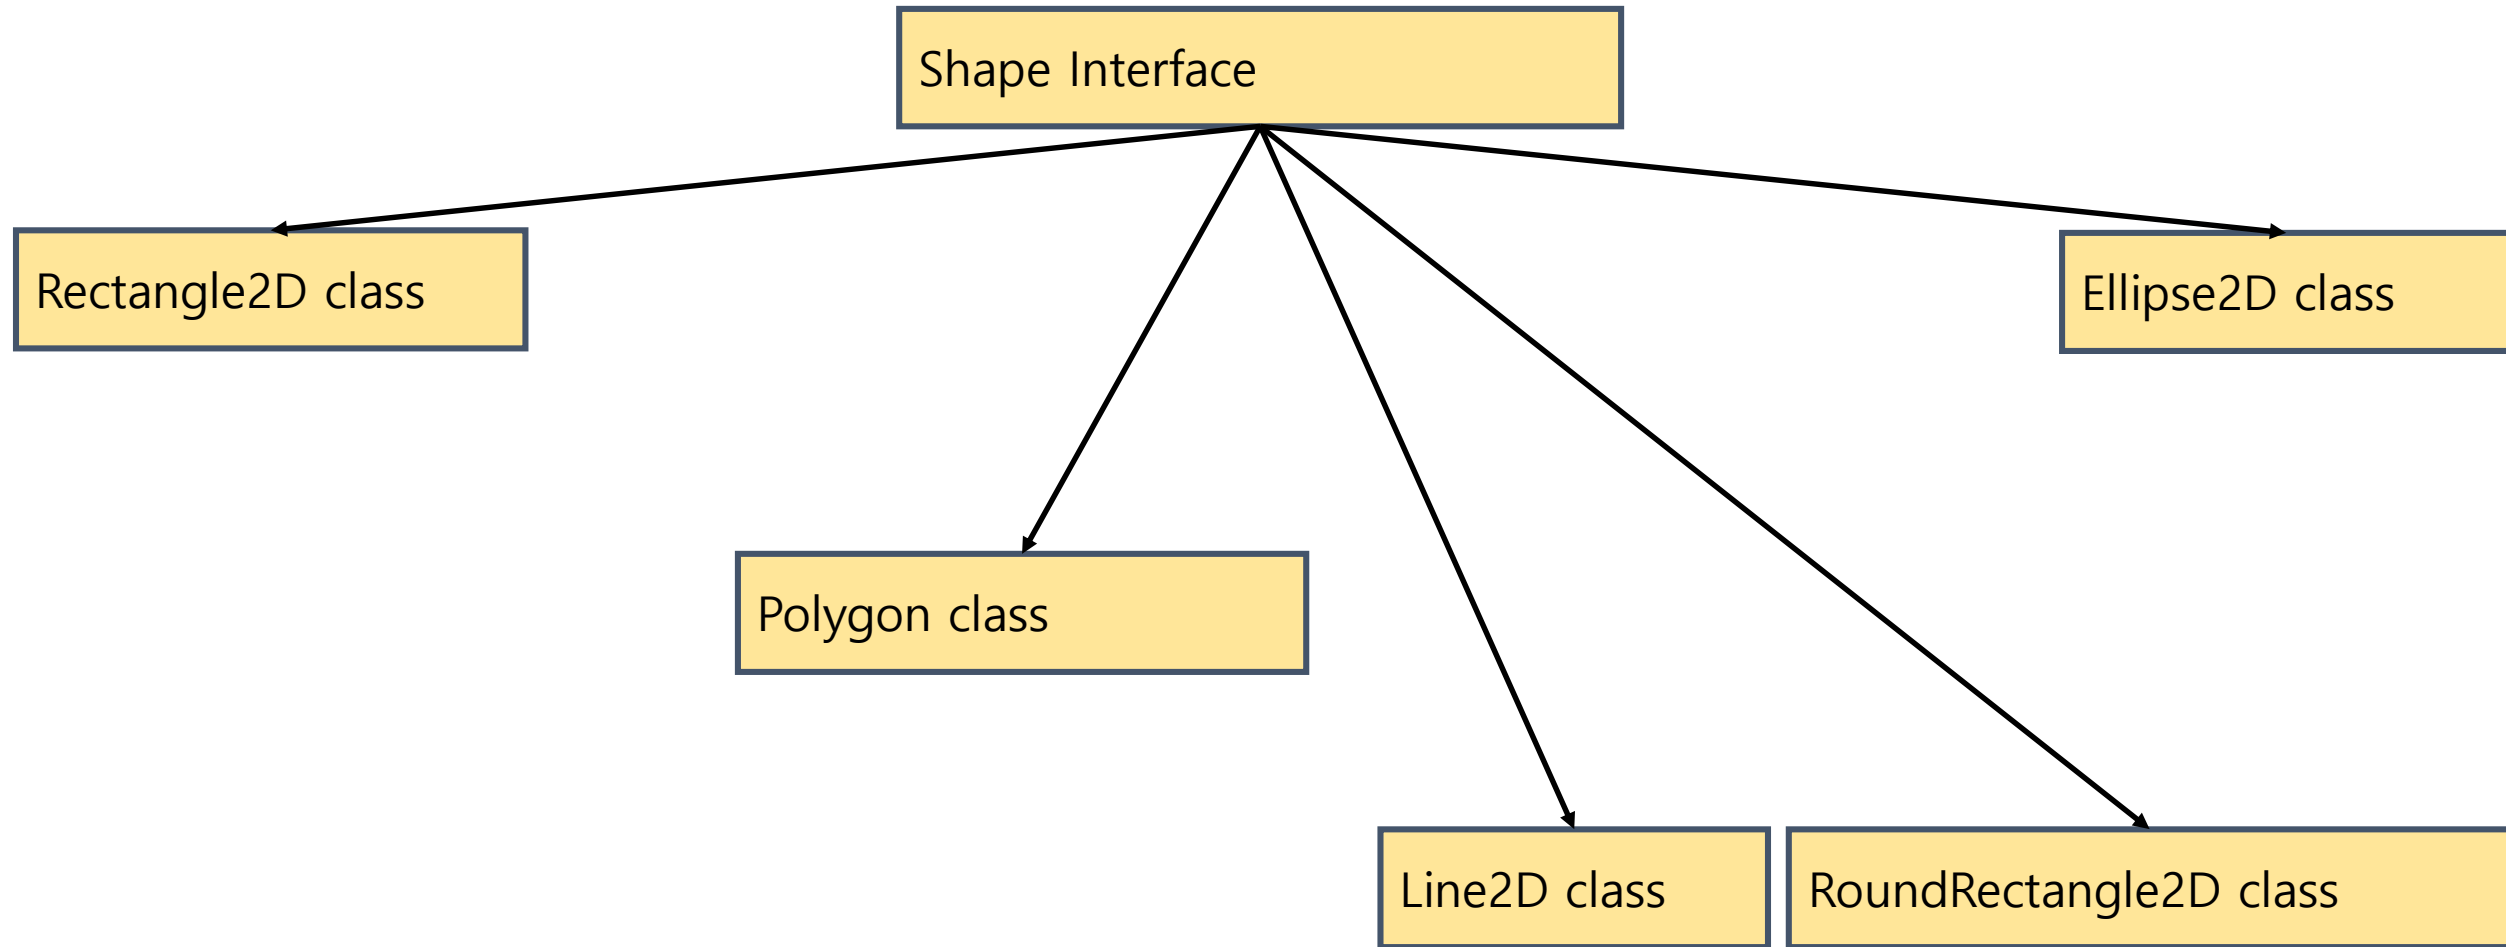 Shape Interface
Rectangle2D class
Ellipse2D class
Polygon class
Line2D class
RoundRectangle2D class